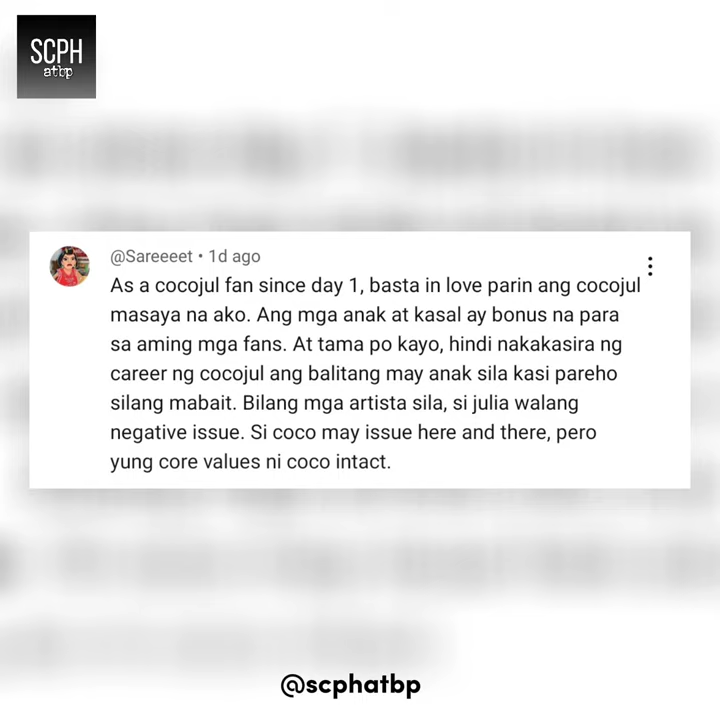 SCPH
atbp
@Sareeeet • 1d ago
As a cocojul fan since day 1, basta in love parin ang cocojul
masaya na ako. Ang mga anak at kasal ay bonus na para
sa aming mga fans. At tama po kayo, hindi nakakasira ng
career ng cocojul ang balitang may anak sila kasi pareho
silang mabait. Bilang mga artista sila, si julia walang
negative issue. Si coco may issue here and there, pero
yung core values ni coco intact.
@scphatbp